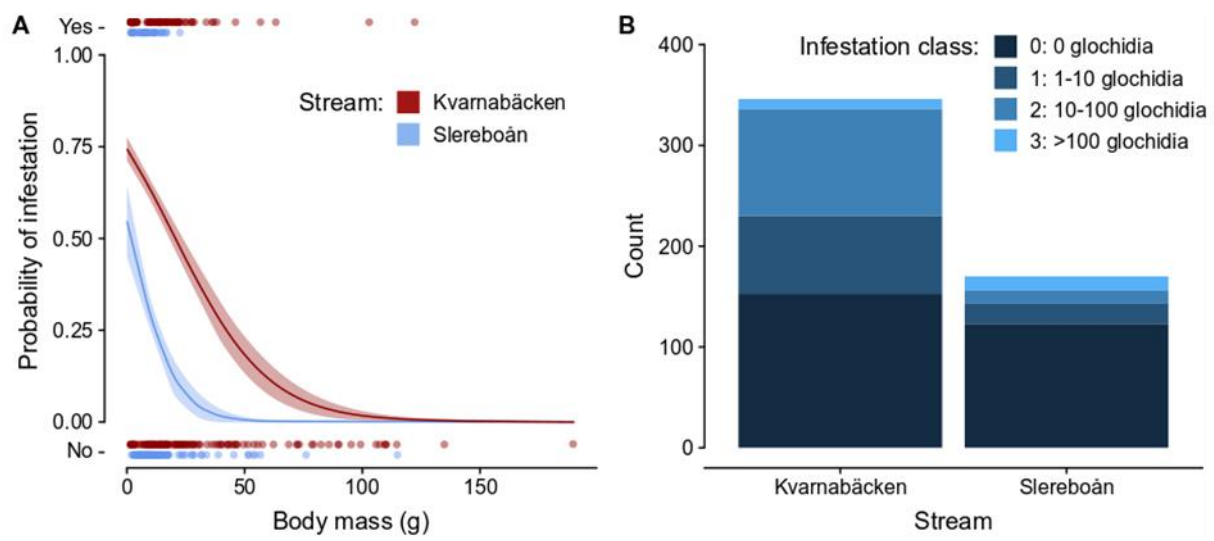 A
Yes -
1.00
0.75
0.50
0.25
0.00
No -
Probability of infestation
Stream:
Kvarnabäcken
Slereboån
0
50
100
150
Body mass (g)
B
400
300
200
100
0
Count
Infestation class:
0: 0 glochidia
1: 1-10 glochidia
2: 10-100 glochidia
3: >100 glochidia
Kvarnabäcken
Slereboån
Stream